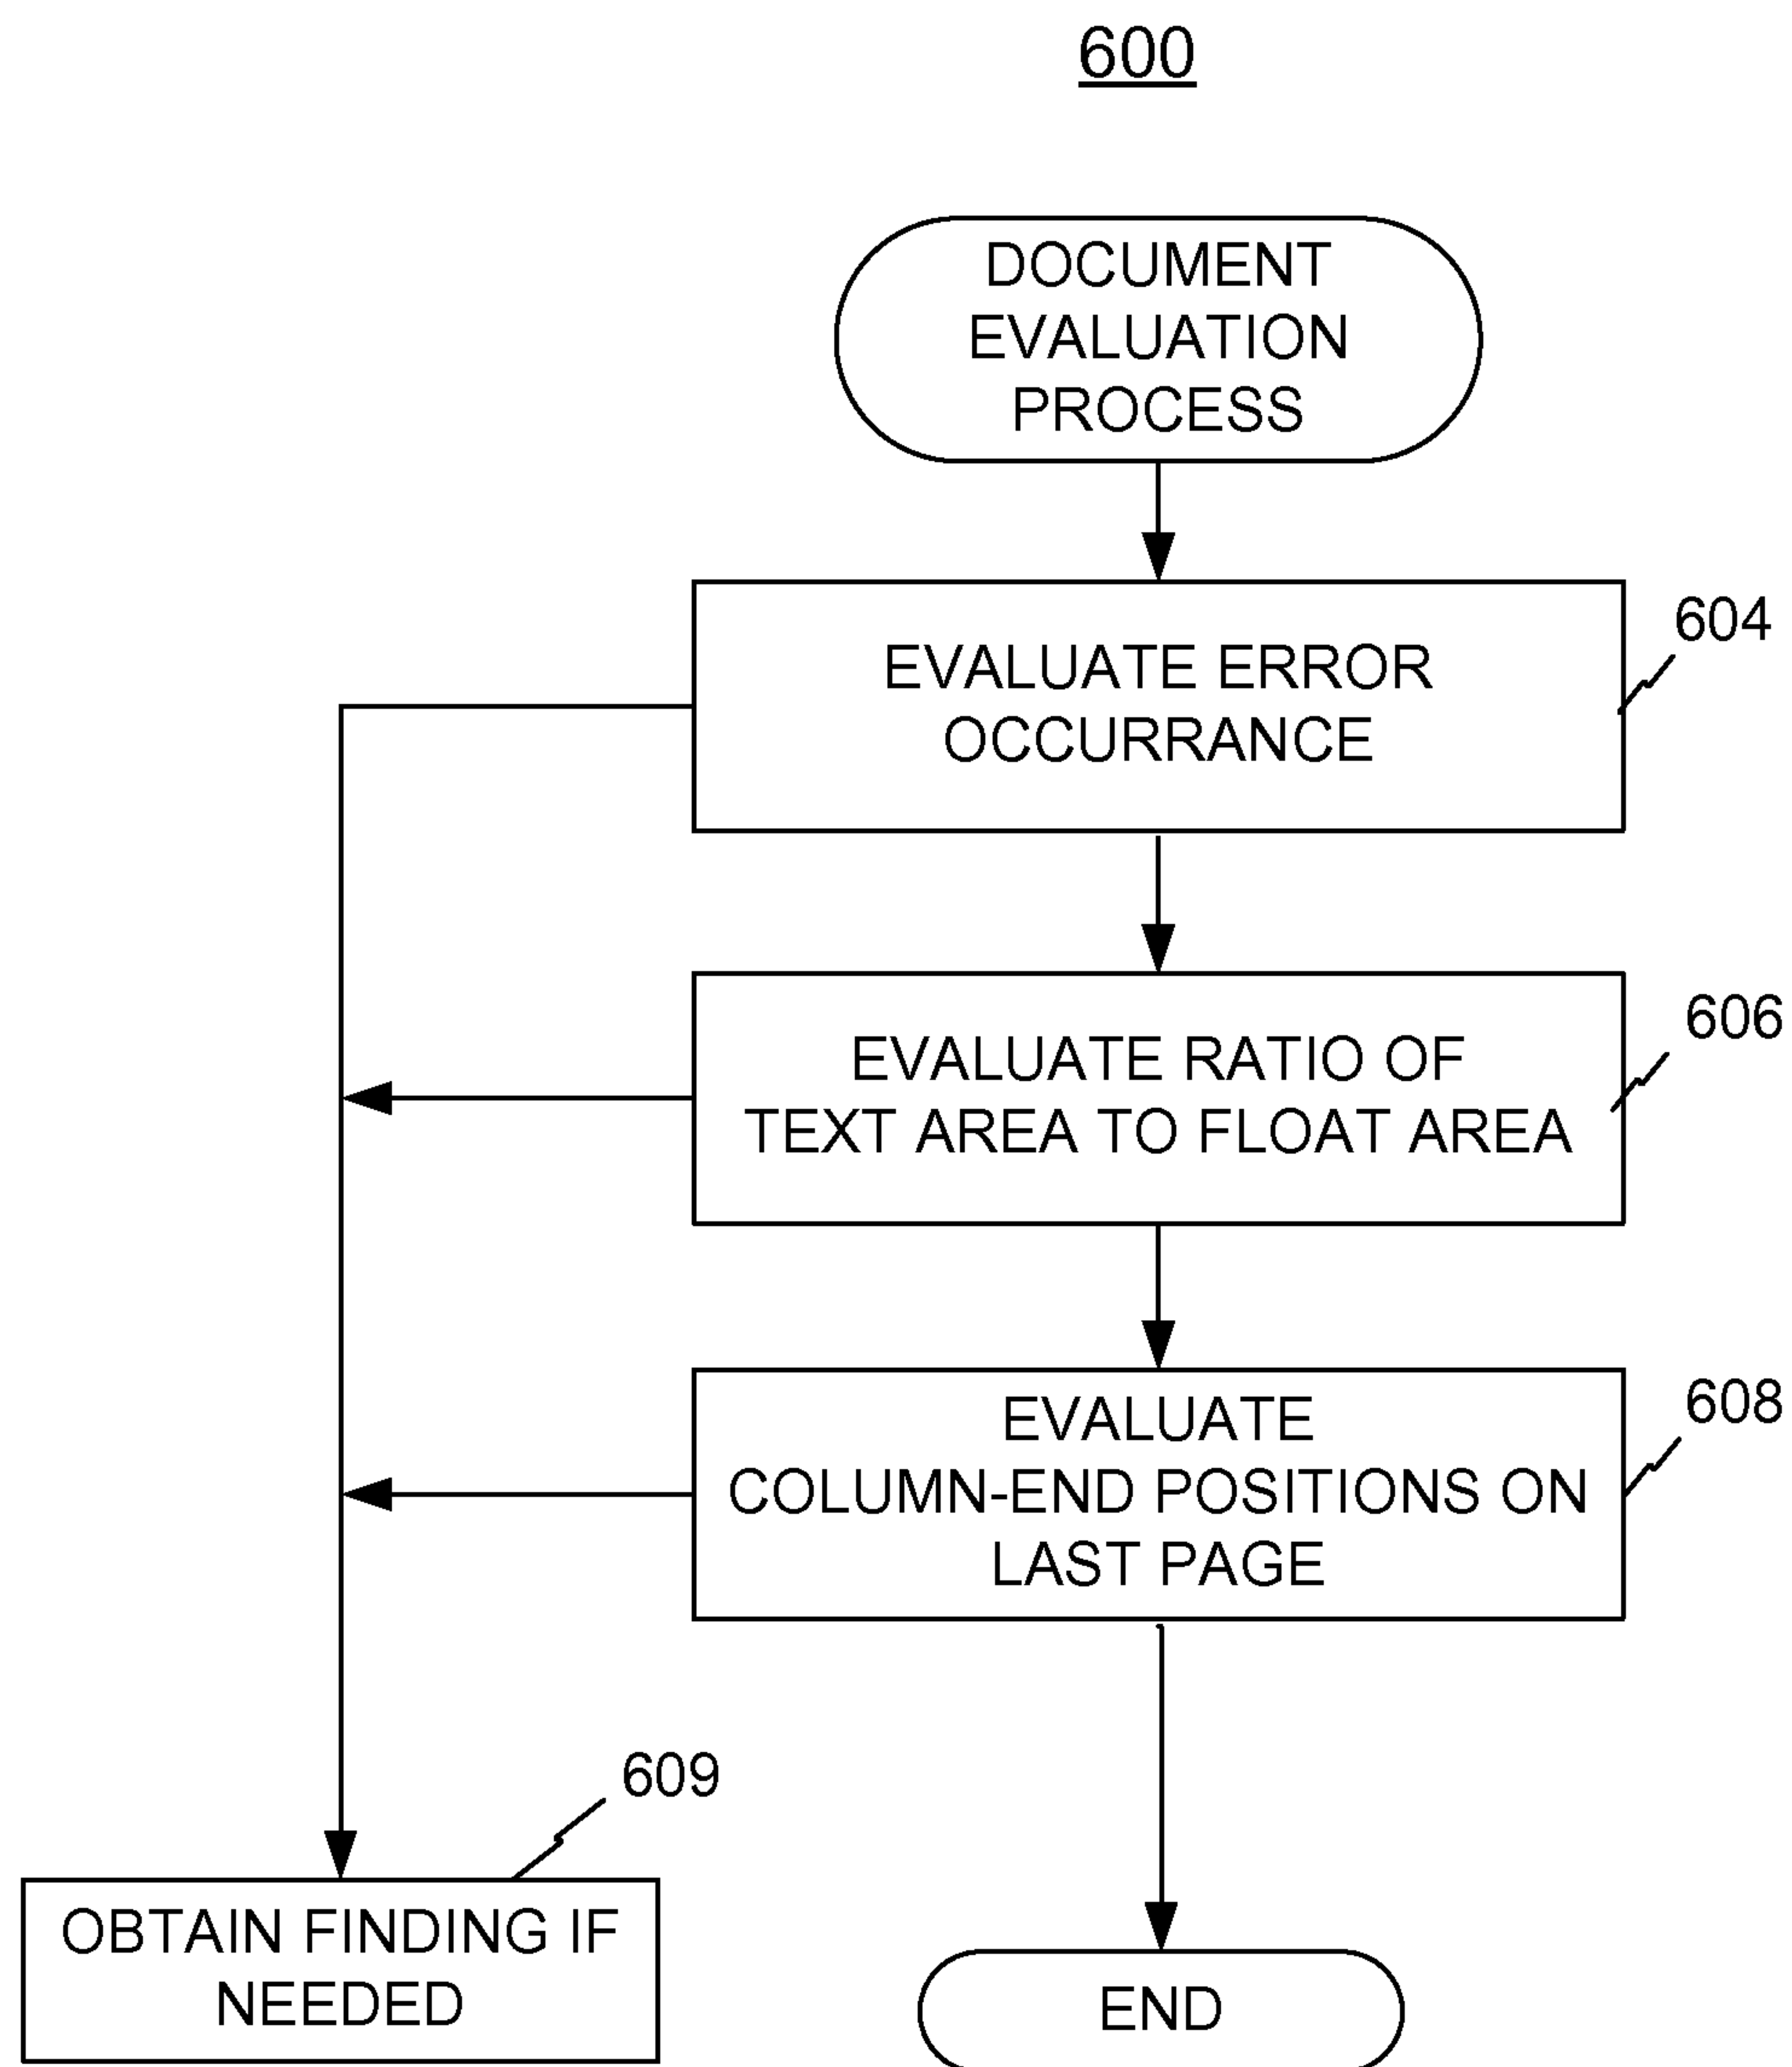 600
DOCUMENT
EVALUATION
PROCESS
604
EVALUATE ERROR
OCCURRANCE
606
EVALUATE RATIO OF
TEXT AREA TO FLOAT AREA
608
EVALUATE
COLUMN-END POSITIONS ON
LAST PAGE
609
OBTAIN FINDING IF
NEEDED
END